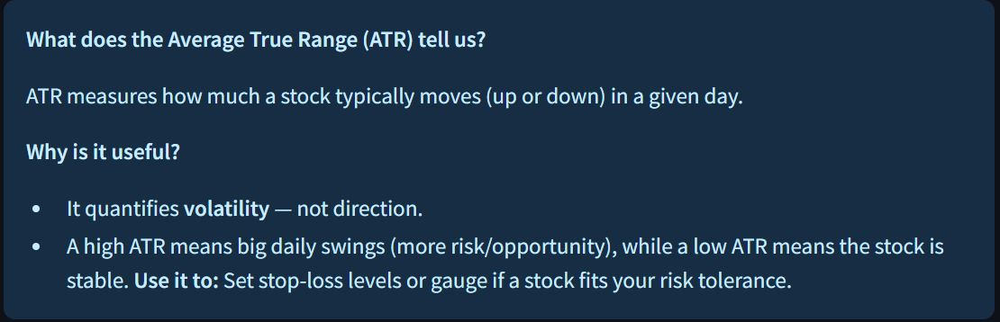 What does the Average True Range (ATR) tell us?
ATR measures how much a stock typically moves (up or down) in a given day.
Why is it useful?
• It quantifies volatility — not direction.
• A high ATR means big daily swings (more risk/opportunity), while a low ATR means the stock is
stable. Use it to: Set stop-loss levels or gauge if a stock fits your risk tolerance.